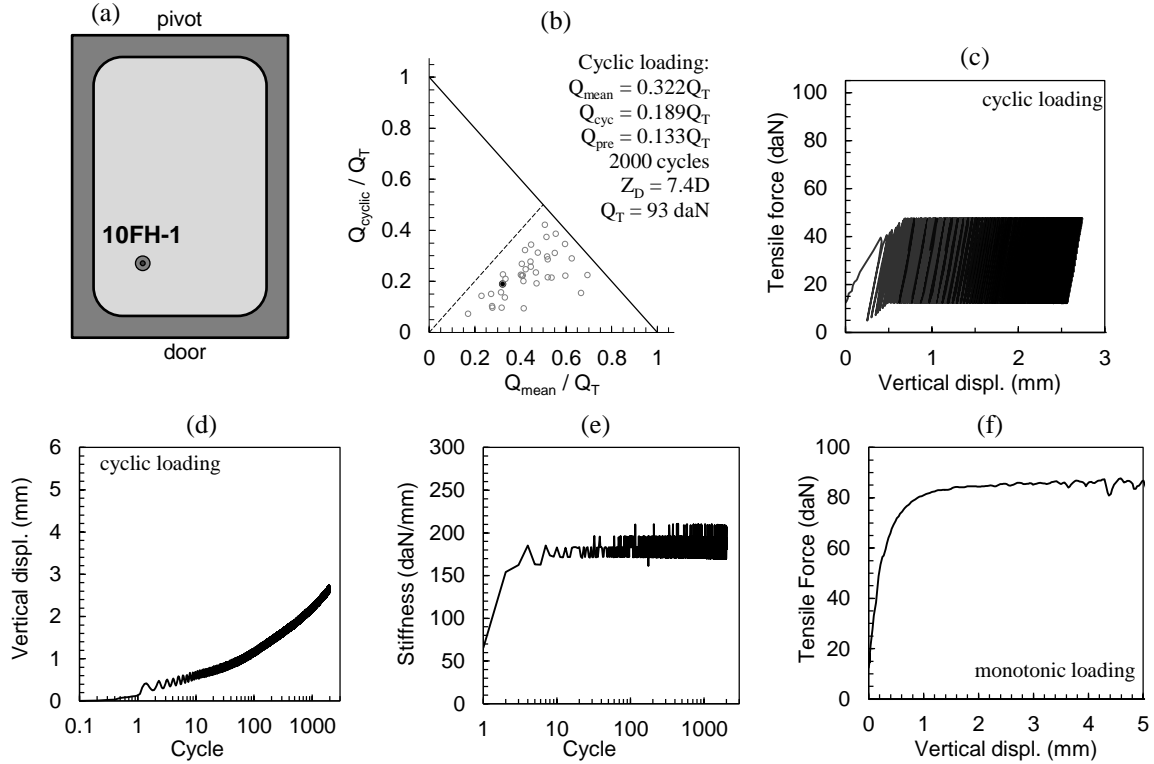 (a)
pivot
10FH-1
door
(b)
Cyclic loading:
Q_mean = 0.322Q_T
Q_cyc = 0.189Q_T
Q_pre = 0.133Q_T
2000 cycles
Z_D = 7.4D
Q_T = 93 daN
Q_cyclic / Q_T
1
0.8
0.6
0.4
0.2
0
0 0.2 0.4 0.6 0.8 1
Q_mean / Q_T
(c)
cyclic loading
Tensile force (daN)
100
80
60
40
20
0
0 1 2 3
Vertical displ. (mm)
(d)
cyclic loading
Vertical displ. (mm)
6
5
4
3
2
1
0
0.1 1 10 100 1000
Cycle
(e)
Stiffness (daN/mm)
300
250
200
150
100
50
0
1 10 100 1000
Cycle
(f)
Tensile Force (daN)
100
80
60
40
20
0
monotonic loading
0 1 2 3 4 5
Vertical displ. (mm)